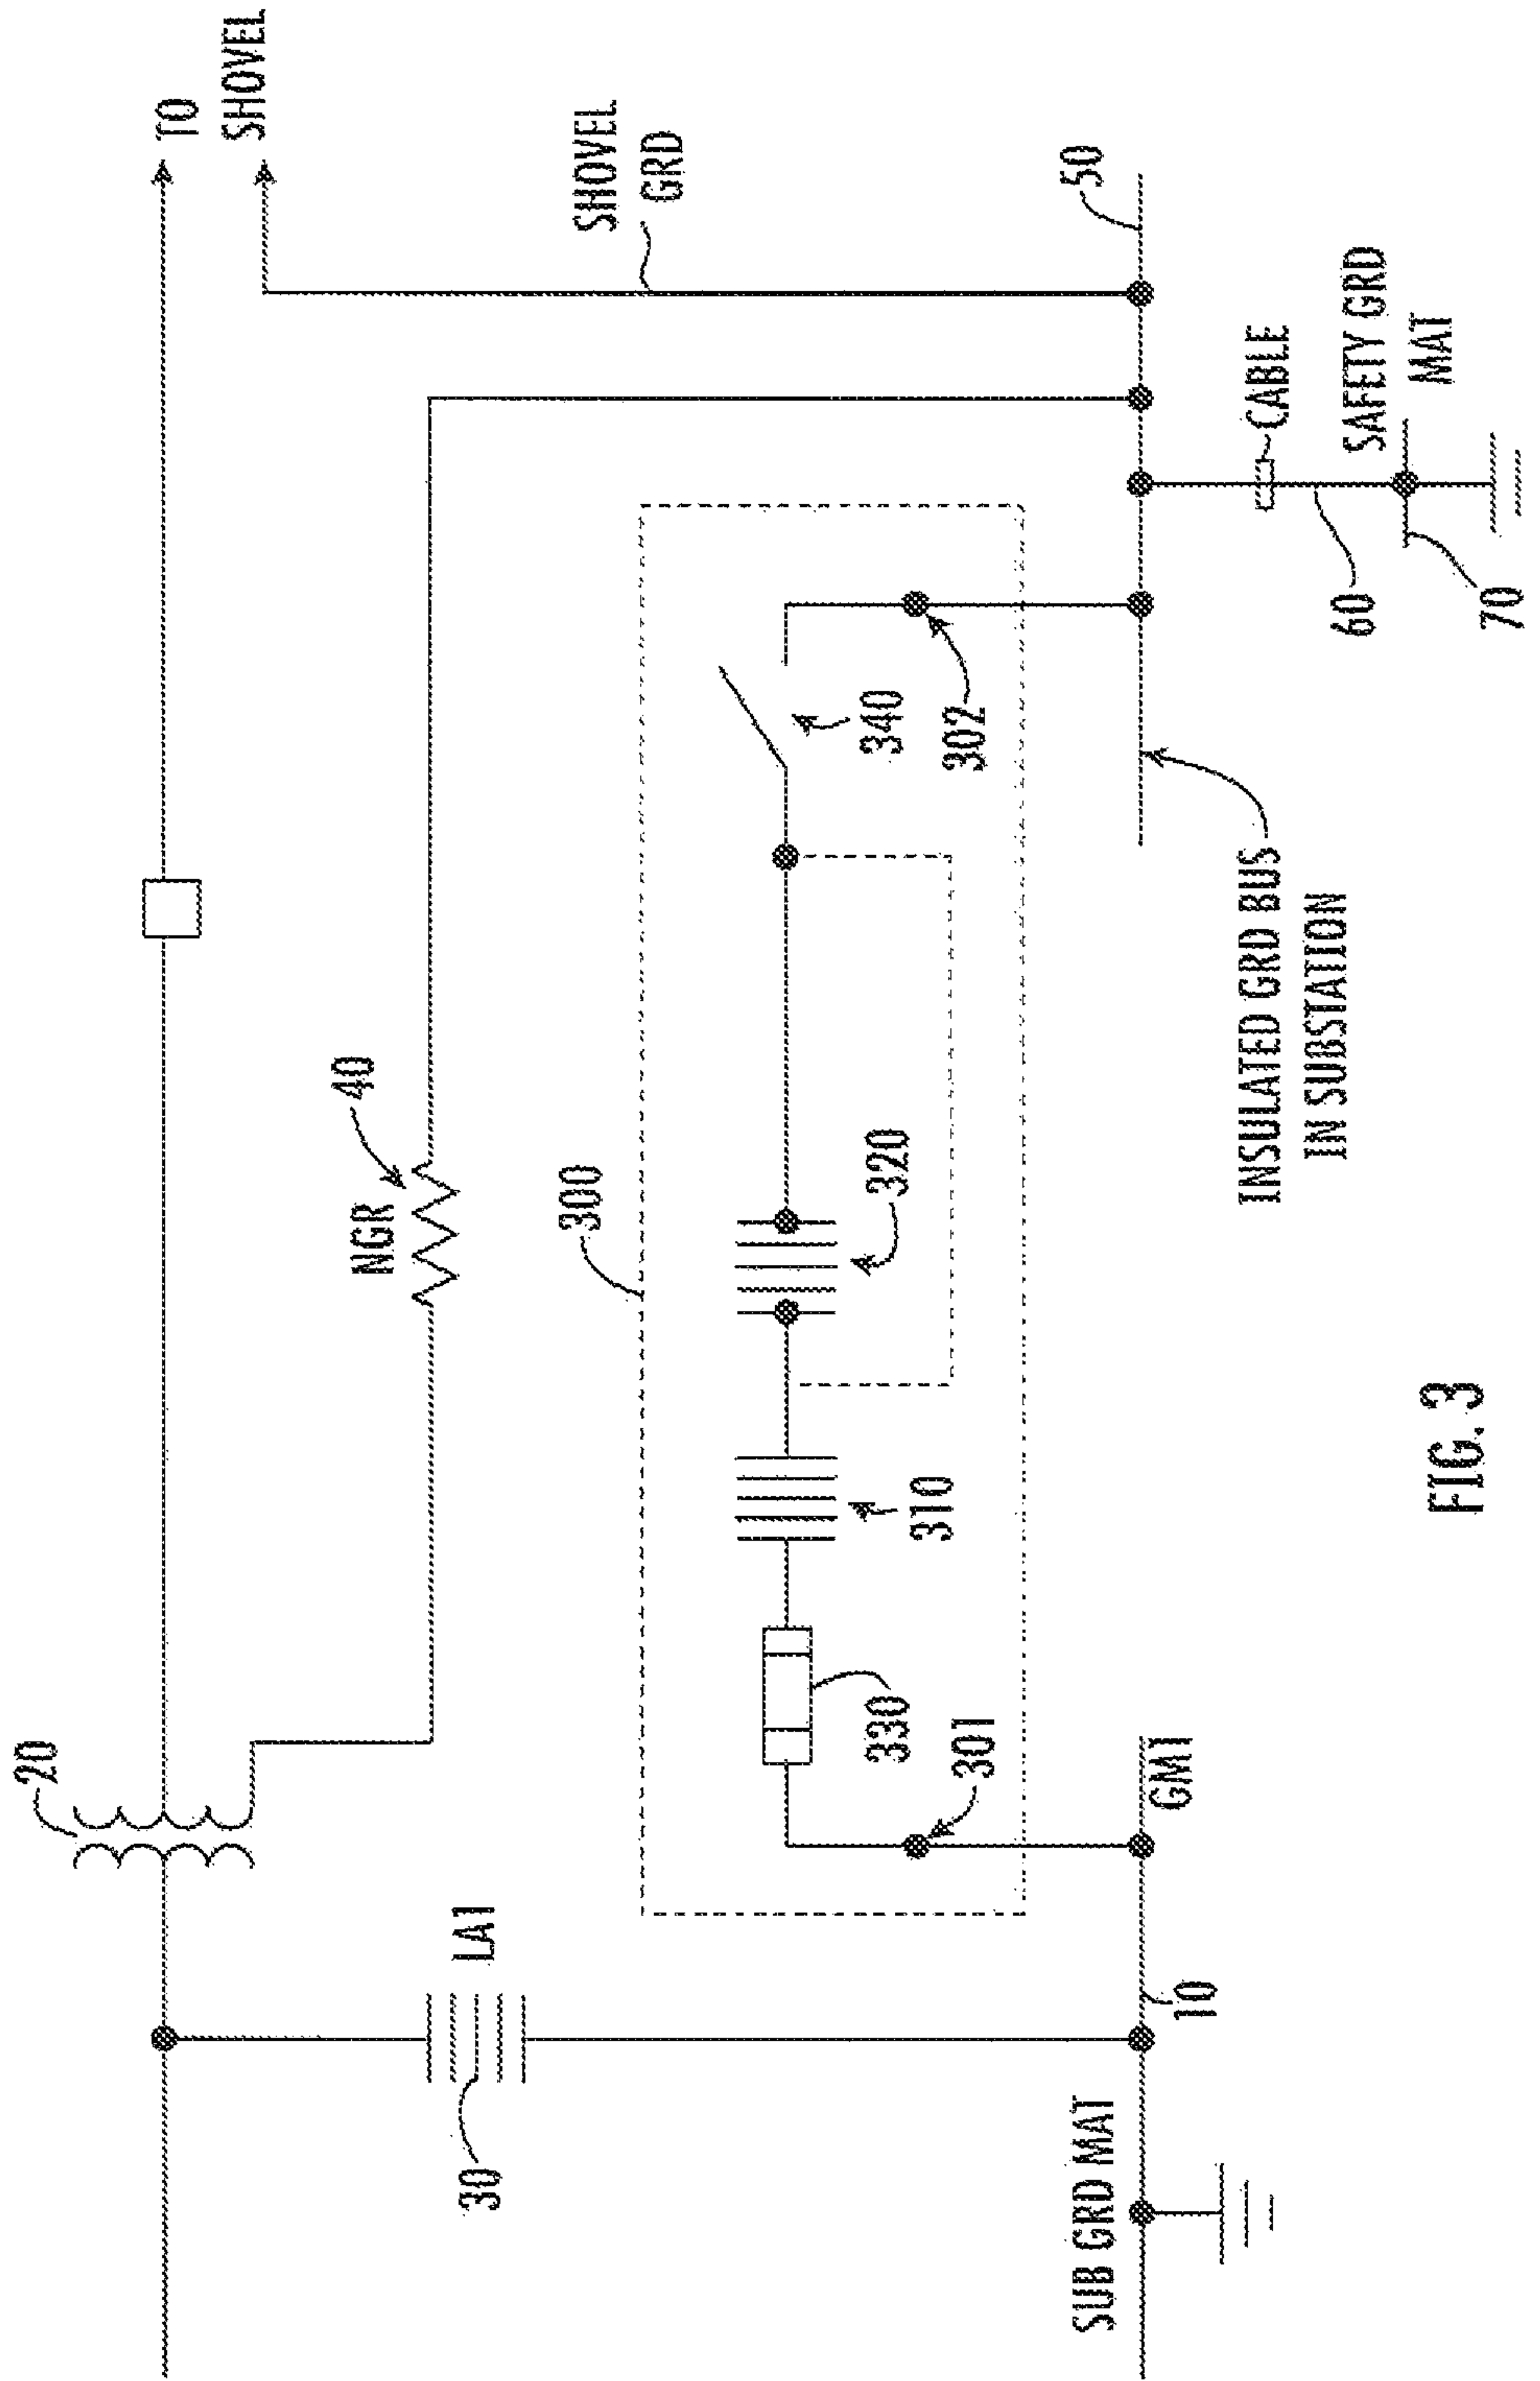 TO
SHOVEL
20
NGR
40
SHOVEL
GRD
LA1
30
300
330
310
320
340
301
302
50
SUB GRD MAT
10
GM1
INSULATED GRD BUS
IN SUBSTATION
CABLE
60
SAFETY GRD
MAT
70
FIG. 3